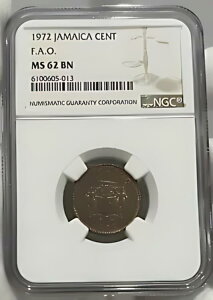 1972 JAMAICA CENT
F.A.O.
MS 62 BN
6100605-013
NUMISMATIC GUARANTY CORPORATION
NGC®